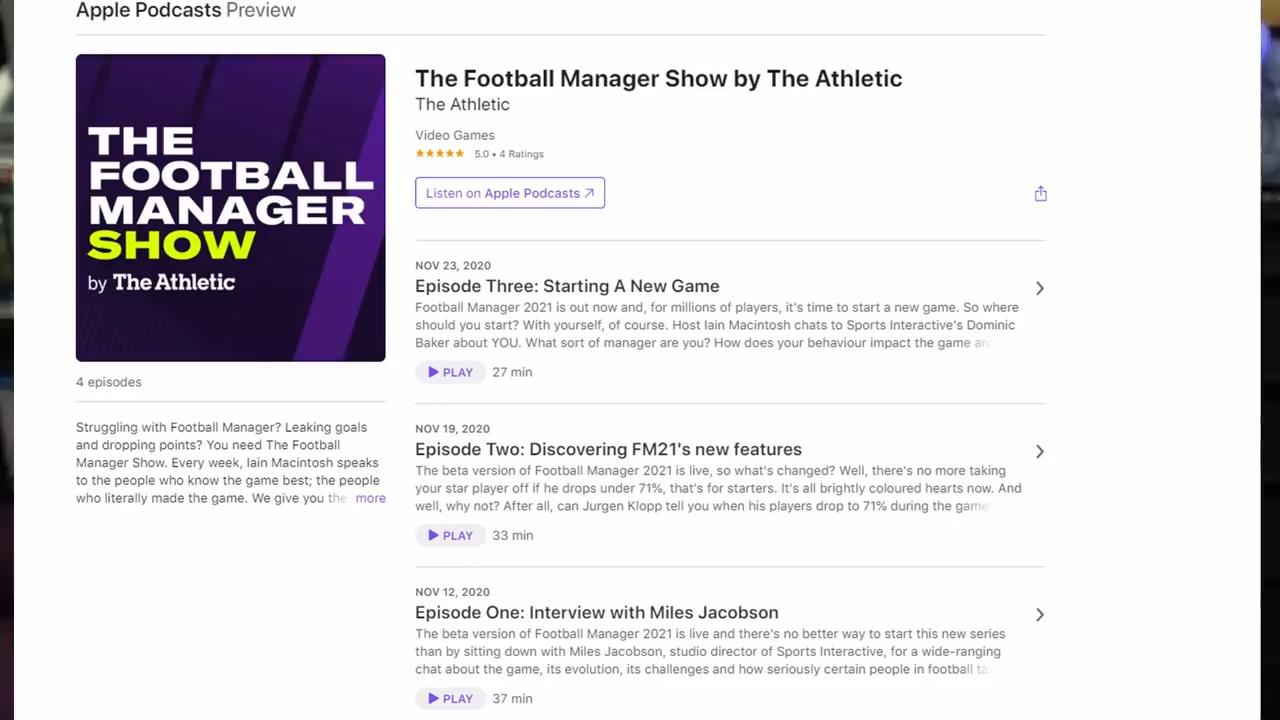 Apple Podcasts Preview
THE
FOOTBALL
MANAGER
SHOW
by The Athletic
4 episodes
Struggling with Football Manager? Leaking goals
and dropping points? You need The Football
Manager Show. Every week, Iain Macintosh speaks
to the people who know the game best; the people
who literally made the game. We give you the more
The Football Manager Show by The Athletic
The Athletic
Video Games
★★★★★ 5.0 • 4 Ratings
Listen on Apple Podcasts ↗
NOV 23, 2020
Episode Three: Starting A New Game
Football Manager 2021 is out now and, for millions of players, it's time to start a new game. So where
should you start? With yourself, of course. Host Iain Macintosh chats to Sports Interactive's Dominic
Baker about YOU. What sort of manager are you? How does your behaviour impact the game
PLAY 27 min
NOV 19, 2020
Episode Two: Discovering FM21's new features
The beta version of Football Manager 2021 is live, so what's changed? Well, there's no more taking
your star player off if he drops under 71%, that's for starters. It's all brightly coloured hearts now. And
well, why not? After all, can Jurgen Klopp tell you when his players drop to 71% during the game
PLAY 33 min
NOV 12, 2020
Episode One: Interview with Miles Jacobson
The beta version of Football Manager 2021 is live and there's no better way to start this new series
than by sitting down with Miles Jacobson, studio director of Sports Interactive, for a wide-ranging
chat about the game, its evolution, its challenges and how seriously certain people in football
PLAY 37 min